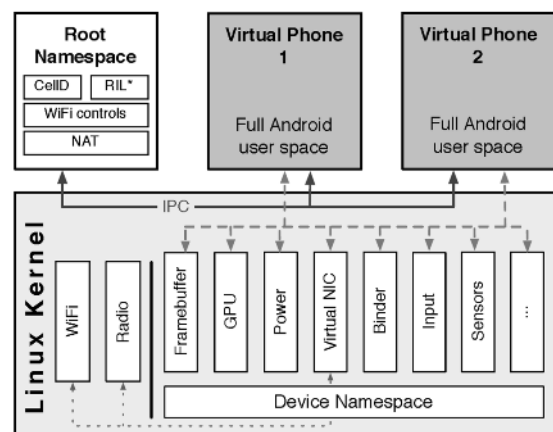 Root
Namespace
CellD
RIL*
WiFi controls
NAT
Virtual Phone
1
Full Android
user space
Virtual Phone
2
Full Android
user space
IPC
Linux Kernel
WiFi
Radio
Framebuffer
GPU
Power
Virtual NIC
Binder
Input
Sensors
...
Device Namespace